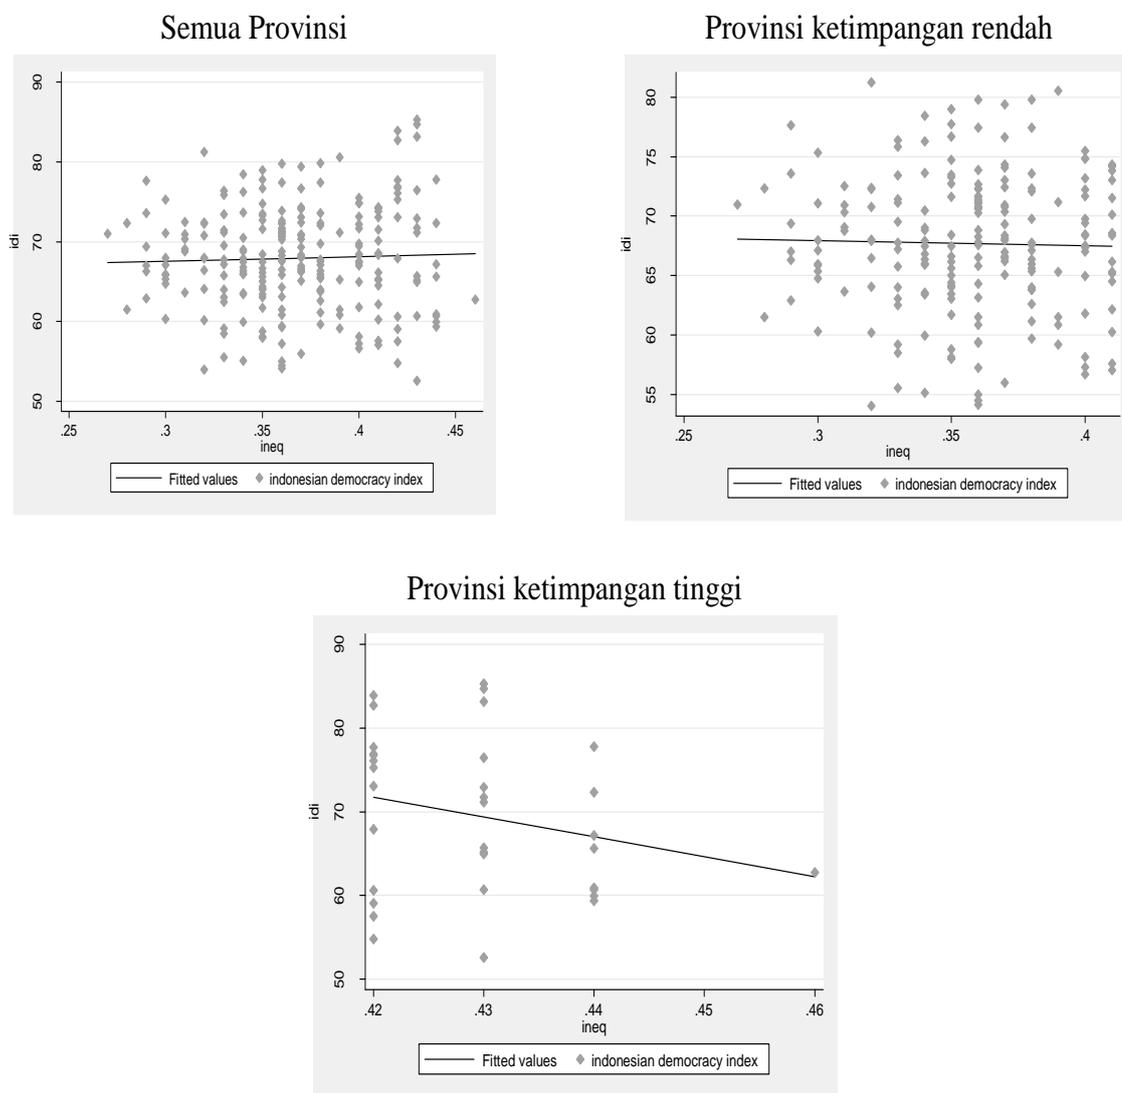 Semua Provinsi
90
80
70
60
50
idi
.25 .3 .35 .4 .45
ineq
Fitted values indonesian democracy index
Provinsi ketimpangan rendah
80
75
70
65
60
55
idi
.25 .3 .35 .4
ineq
Fitted values indonesian democracy index
Provinsi ketimpangan tinggi
90
80
70
60
50
idi
.42 .43 .44 .45 .46
ineq
Fitted values indonesian democracy index